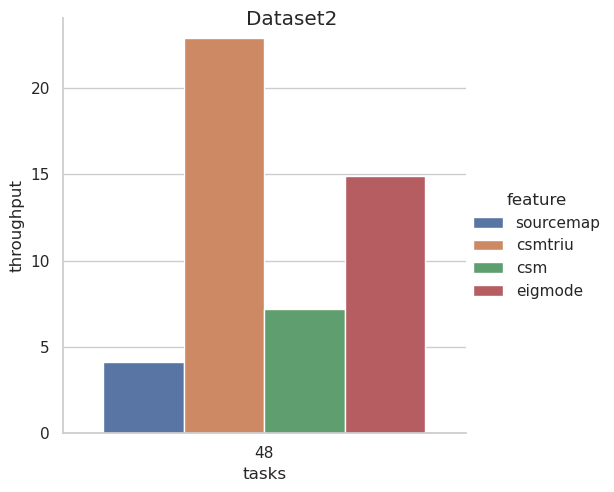 Dataset2
throughput
20
15
10
5
0
48
tasks
feature
sourcemap
csmtriu
csm
eigmode